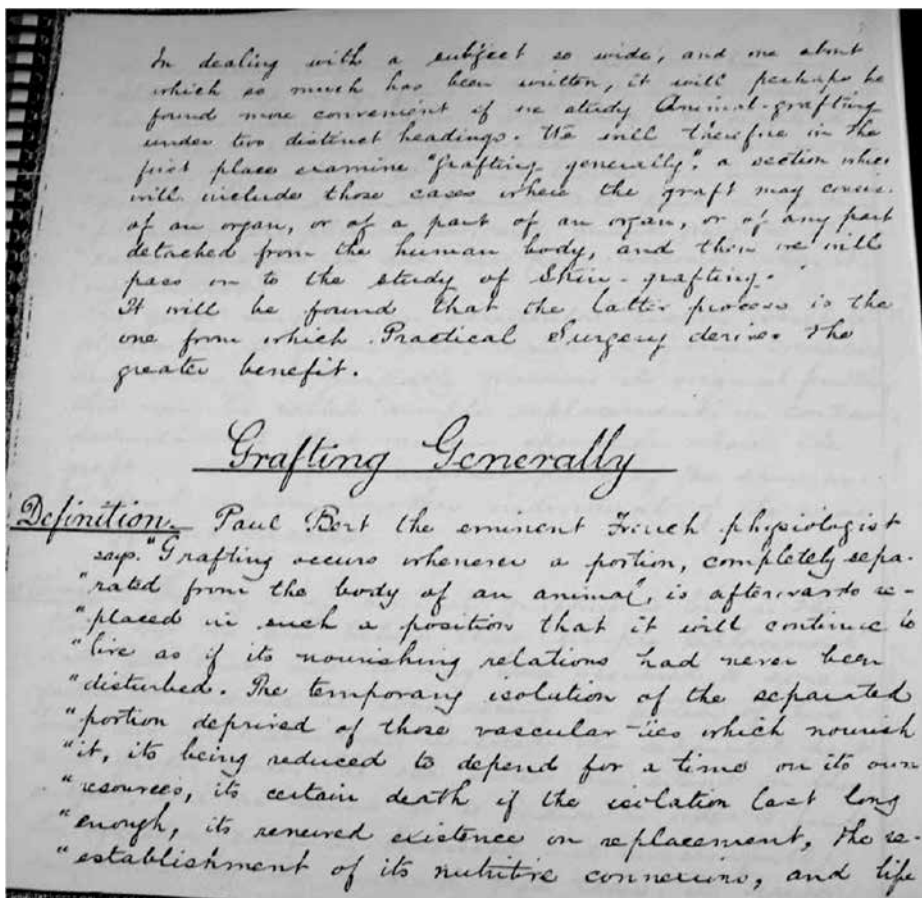 In dealing with a subject so wide, and one about
which so much has been written, it will perhaps be
found more convenient if we study Animal-grafting
under two distinct headings. We will therefore in the
first place examine "Grafting generally", a section which
will include those cases where the graft may consis
of an organ, or of a part of an organ, or of any part
detached from the human body, and then we will
pass on to the study of Skin-grafting.
It will be found that the latter process is the
one from which Practical Surgery derives the
greater benefit.
Grafting Generally
Definition. Paul Bert the eminent French physiologist
says. "Grafting occurs whenever a portion, completely sepa-
"rated from the body of an animal, is afterwards re-
"placed in such a position that it will continue to
"live as if its nourishing relations had never been
"disturbed. The temporary isolation of the separated
"portion deprived of those vascular-ties which nourish
"it, its being reduced to depend for a time on its own
"resources, its certain death if the isolation last long
"enough, its renewed existence on replacement, the re-
"establishment of its nutritive connexions, and life